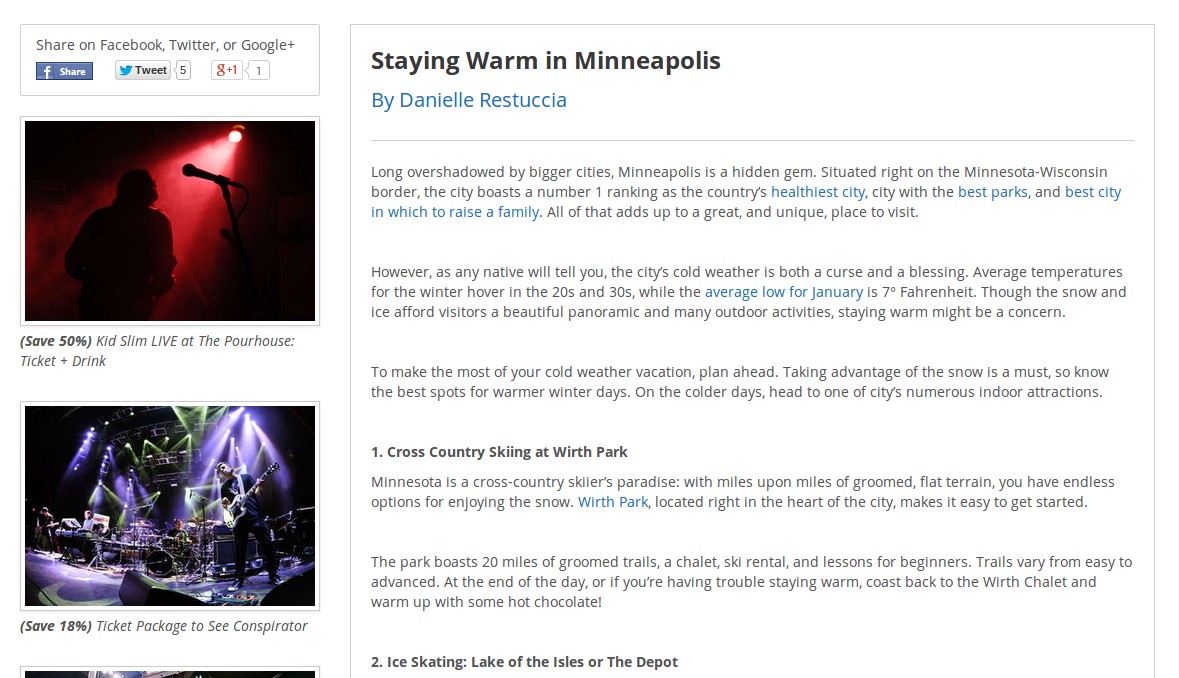 Share on Facebook, Twitter, or Google+
Share
Tweet
5
g+1
1
(Save 50%) Kid Slim LIVE at The Pourhouse:
Ticket + Drink
(Save 18%) Ticket Package to See Conspirator
Staying Warm in Minneapolis
By Danielle Restuccia
Long overshadowed by bigger cities, Minneapolis is a hidden gem. Situated right on the Minnesota-Wisconsin
border, the city boasts a number 1 ranking as the country’s healthiest city, city with the best parks, and best city
in which to raise a family. All of that adds up to a great, and unique, place to visit.
However, as any native will tell you, the city’s cold weather is both a curse and a blessing. Average temperatures
for the winter hover in the 20s and 30s, while the average low for January is 7° Fahrenheit. Though the snow and
ice afford visitors a beautiful panoramic and many outdoor activities, staying warm might be a concern.
To make the most of your cold weather vacation, plan ahead. Taking advantage of the snow is a must, so know
the best spots for warmer winter days. On the colder days, head to one of city’s numerous indoor attractions.
1. Cross Country Skiing at Wirth Park
Minnesota is a cross-country skiier’s paradise: with miles upon miles of groomed, flat terrain, you have endless
options for enjoying the snow. Wirth Park, located right in the heart of the city, makes it easy to get started.
The park boasts 20 miles of groomed trails, a chalet, ski rental, and lessons for beginners. Trails vary from easy to
advanced. At the end of the day, or if you’re having trouble staying warm, coast back to the Wirth Chalet and
warm up with some hot chocolate!
2. Ice Skating: Lake of the Isles or The Depot